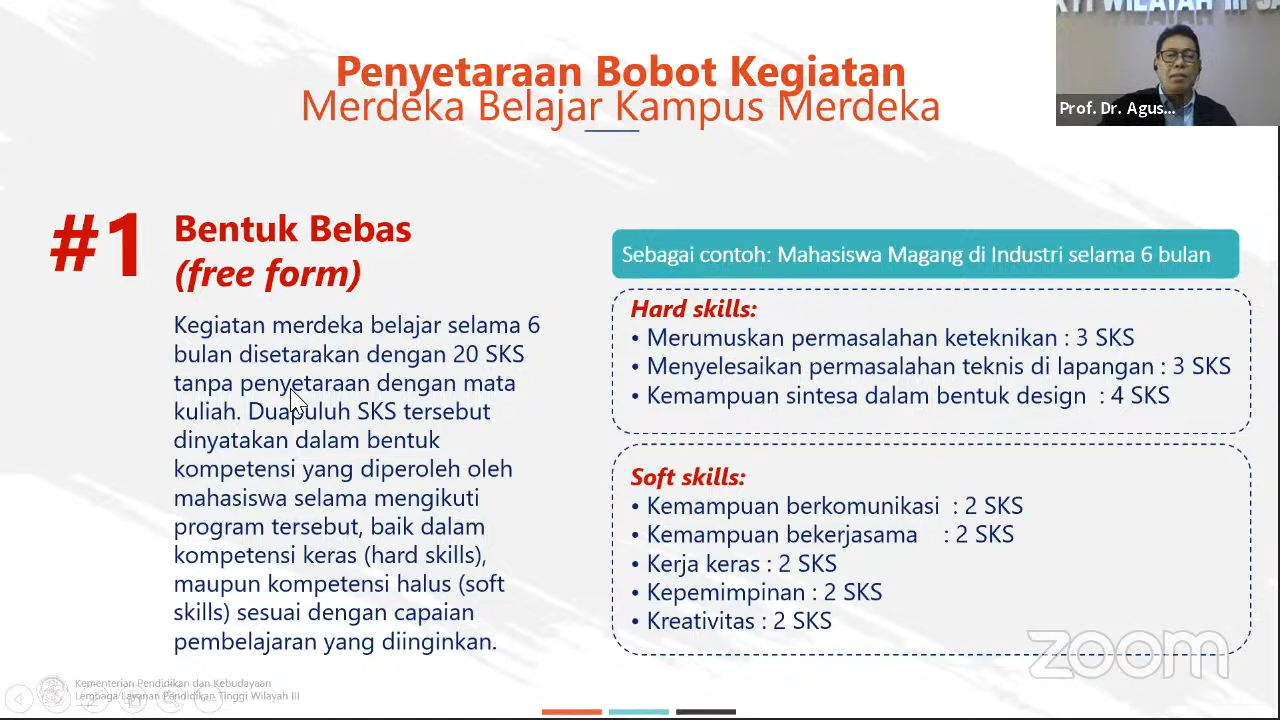 Penyetaraan Bobot Kegiatan
Merdeka Belajar Kampus Merdeka
WILAYAH III
Prof. Dr. Agus...
#1
Bentuk Bebas
(free form)
Kegiatan merdeka belajar selama 6
bulan disetarakan dengan 20 SKS
tanpa penyetaraan dengan mata
kuliah. Duapuluh SKS tersebut
dinyatakan dalam bentuk
kompetensi yang diperoleh oleh
mahasiswa selama mengikuti
program tersebut, baik dalam
kompetensi keras (hard skills),
maupun kompetensi halus (soft
skills) sesuai dengan capaian
pembelajaran yang diinginkan.
Sebagai contoh: Mahasiswa Magang di Industri selama 6 bulan
Hard skills:
• Merumuskan permasalahan keteknikan : 3 SKS
• Menyelesaikan permasalahan teknis di lapangan : 3 SKS
• Kemampuan sintesa dalam bentuk design : 4 SKS
Soft skills:
• Kemampuan berkomunikasi : 2 SKS
• Kemampuan bekerjasama : 2 SKS
• Kerja keras : 2 SKS
• Kepemimpinan : 2 SKS
• Kreativitas : 2 SKS
zoom
Kementerian Pendidikan dan Kebudayaan
Lembaga Layanan Pendidikan Tinggi Wilayah III